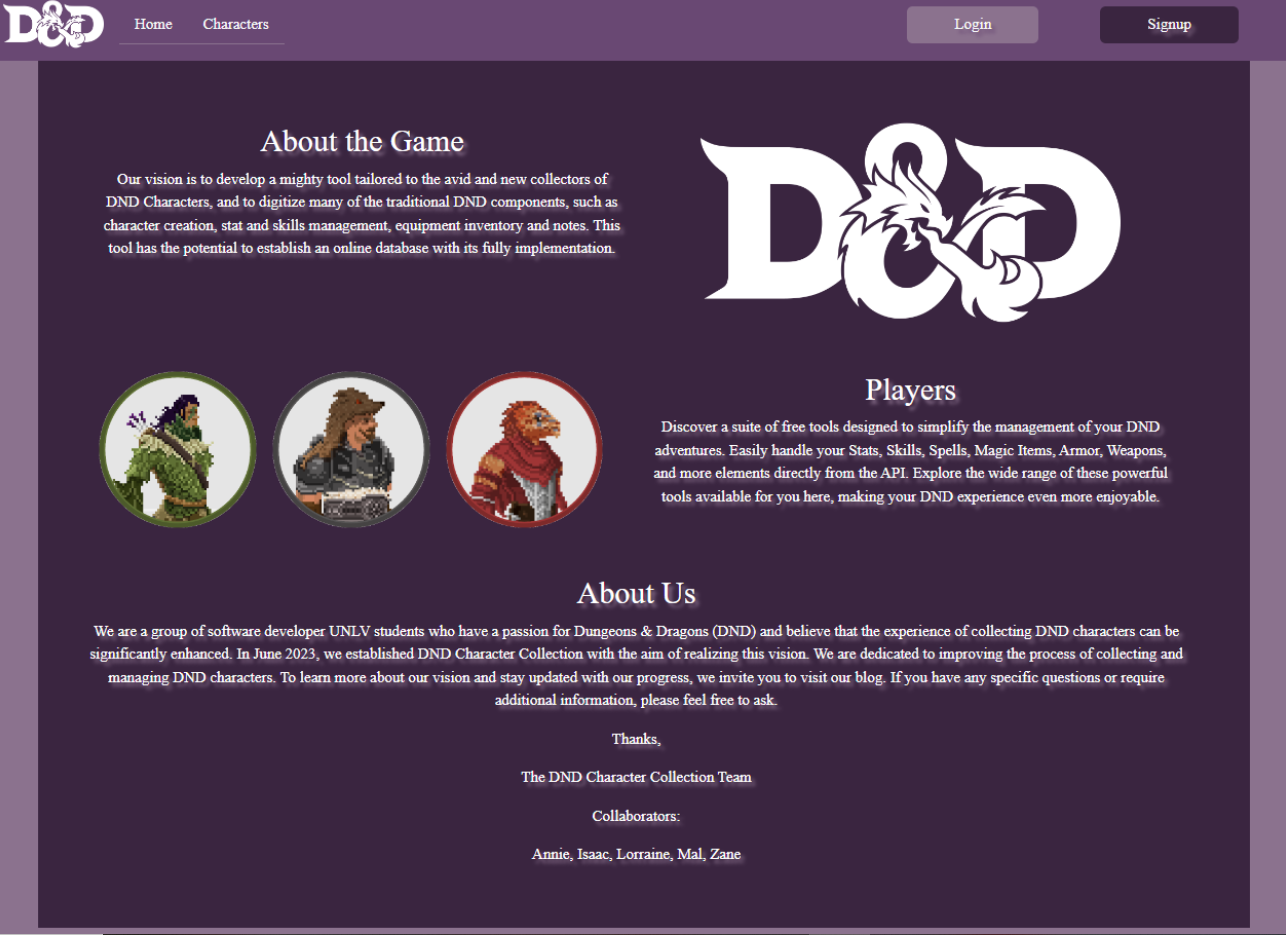 D&D
Home
Characters
Login
Signup
About the Game
Our vision is to develop a mighty tool tailored to the avid and new collectors of
DND Characters, and to digitize many of the traditional DND components, such as
character creation, stat and skills management, equipment inventory and notes. This
tool has the potential to establish an online database with its fully implementation.
D&D
Players
Discover a suite of free tools designed to simplify the management of your DND
adventures. Easily handle your Stats, Skills, Spells, Magic Items, Armor, Weapons,
and more elements directly from the API. Explore the wide range of these powerful
tools available for you here, making your DND experience even more enjoyable.
About Us
We are a group of software developer UNLV students who have a passion for Dungeons & Dragons (DND) and believe that the experience of collecting DND characters can be
significantly enhanced. In June 2023, we established DND Character Collection with the aim of realizing this vision. We are dedicated to improving the process of collecting and
managing DND characters. To learn more about our vision and stay updated with our progress, we invite you to visit our blog. If you have any specific questions or require
additional information, please feel free to ask.
Thanks,
The DND Character Collection Team
Collaborators:
Annie, Isaac, Lorraine, Mal, Zane